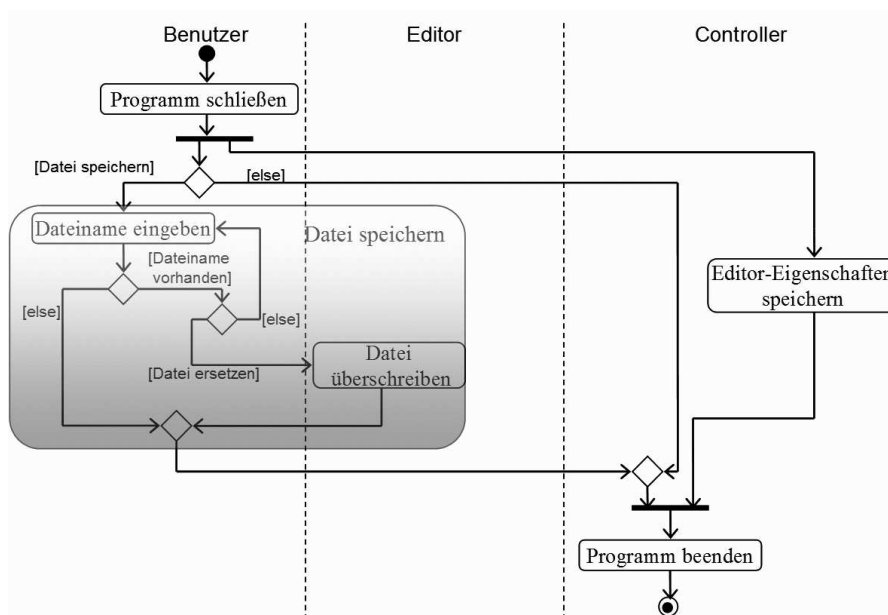 Benutzer
Editor
Controller
Programm schließen
[Datei speichern]
[else]
Dateiname eingeben
Datei speichern
[Dateiname
vorhanden]
Editor-Eigenschaften
speichern
[else]
[else]
[Datei ersetzen]
Datei
überschreiben
Programm beenden